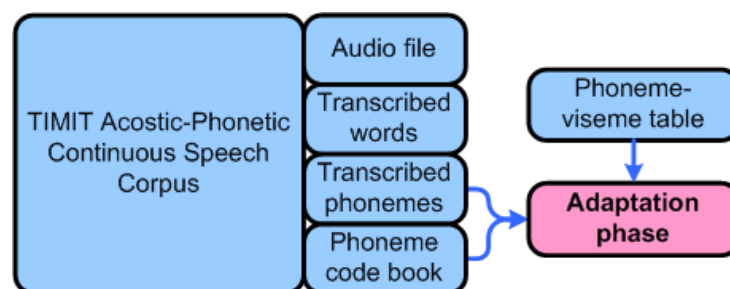 TIMIT Acostic-Phonetic
Continuous Speech
Corpus
Audio file
Transcribed
words
Transcribed
phonemes
Phoneme
code book
Phoneme-
viseme table
Adaptation
phase